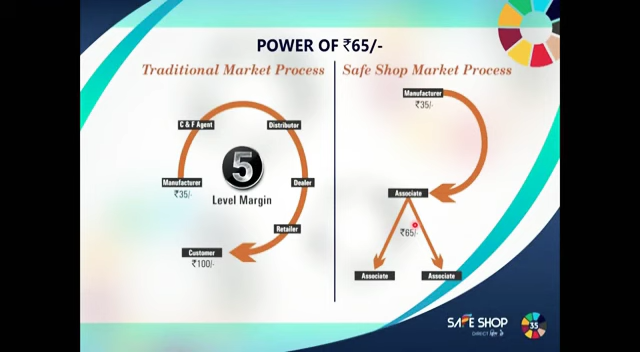 POWER OF ₹65/-
Traditional Market Process
Safe Shop Market Process
C & F Agent
Distributor
5
Level Margin
Manufacturer
₹35/-
Dealer
Retailer
Customer
₹100/-
Manufacturer
₹35/-
Associate
₹65/-
Associate
Associate
SAFE SHOP
DIRECT दिल से
35